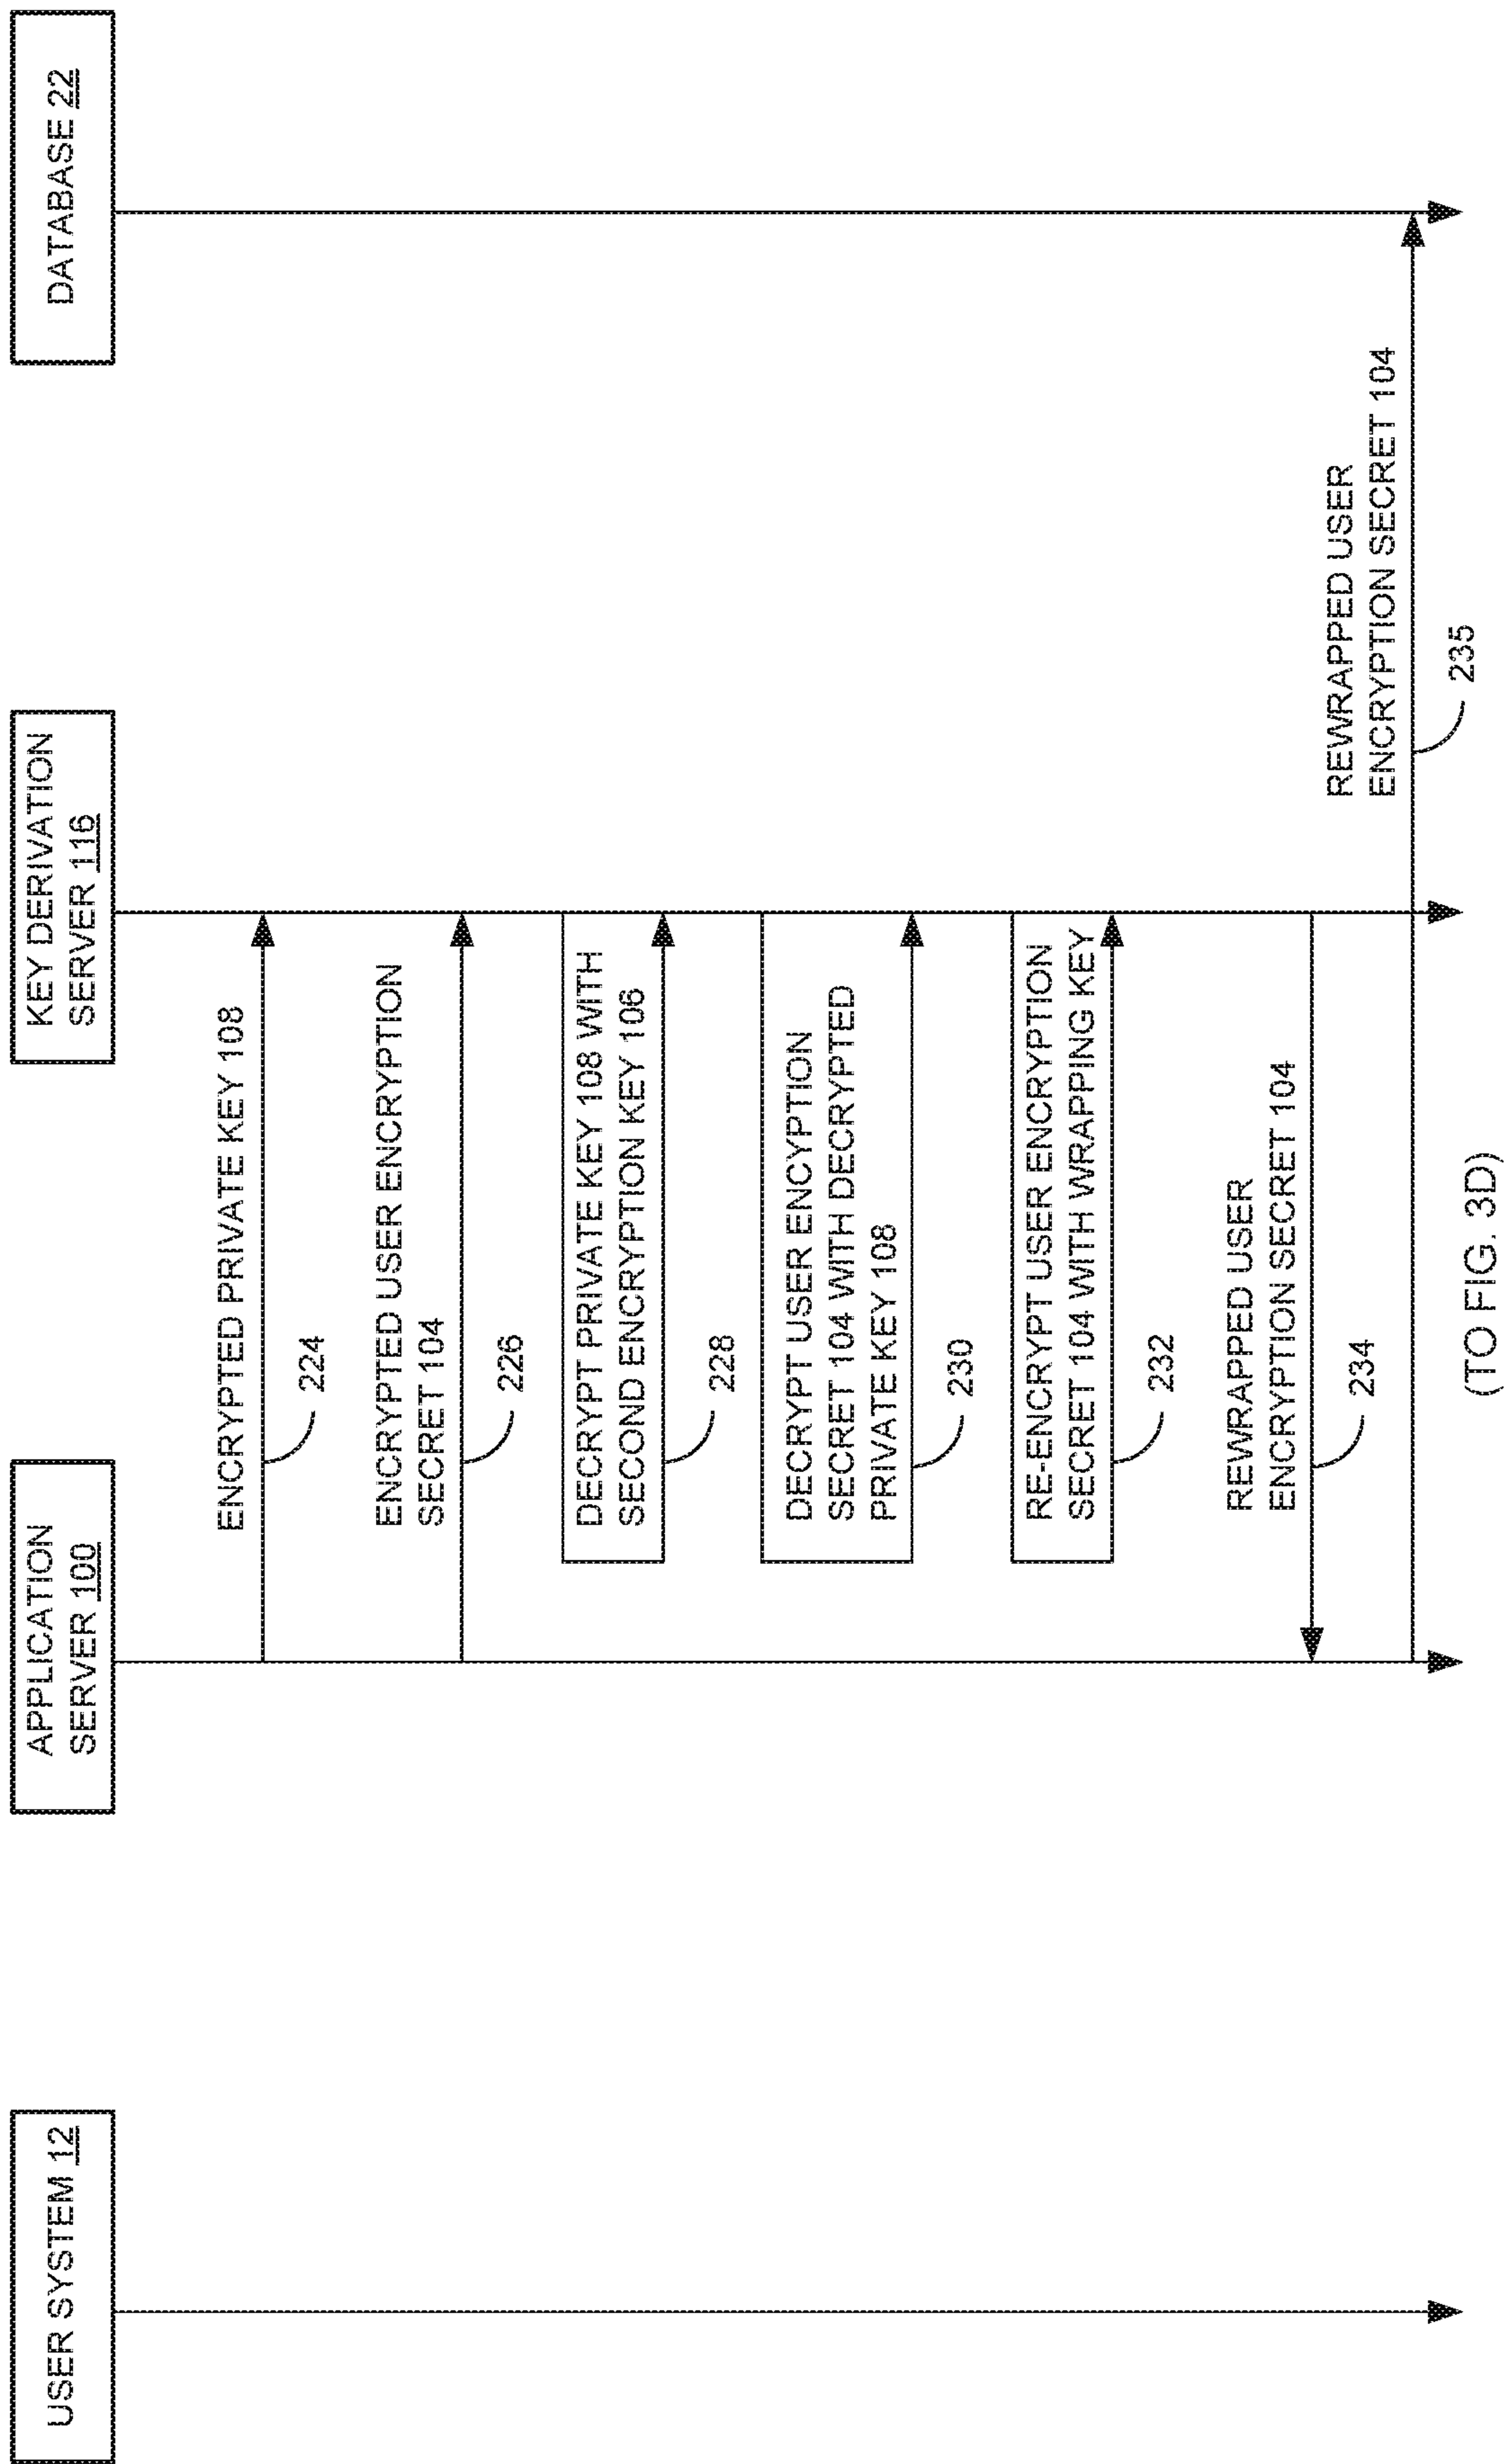 USER SYSTEM 12
APPLICATION
SERVER 100
KEY DERIVATION
SERVER 116
DATABASE 22
ENCRYPTED PRIVATE KEY 108
224
ENCRYPTED USER ENCRYPTION
SECRET 104
226
DECRYPT PRIVATE KEY 108 WITH
SECOND ENCRYPTION KEY 106
228
DECRYPT USER ENCYPTION
SECRET 104 WITH DECRYPTED
PRIVATE KEY 108
230
RE-ENCRYPT USER ENCRYPTION
SECRET 104 WITH WRAPPING KEY
232
REWRAPPED USER
ENCRYPTION SECRET 104
234
REWRAPPED USER
ENCRYPTION SECRET 104
235
(TO FIG. 3D)